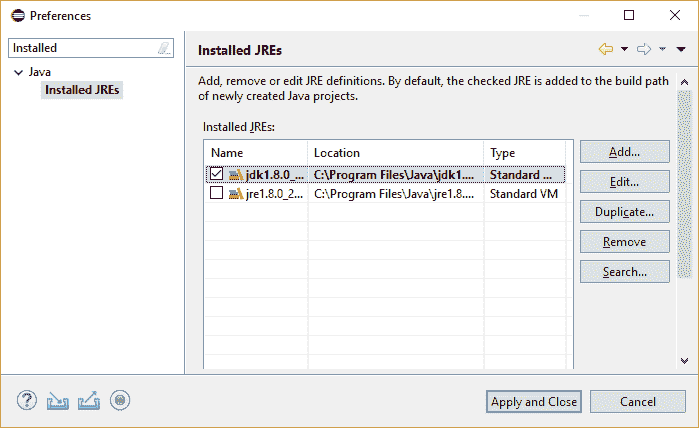 Preferences
Installed
Java
Installed JREs
Installed JREs
Add, remove or edit JRE definitions. By default, the checked JRE is added to the build path
of newly created Java projects.
Installed JREs:
Name Location Type
jdk1.8.0_... C:\Program Files\Java\jdk1.... Standard ...
jre1.8.0_2... C:\Program Files\Java\jre1.8.... Standard VM
Add...
Edit...
Duplicate...
Remove
Search...
Apply and Close Cancel